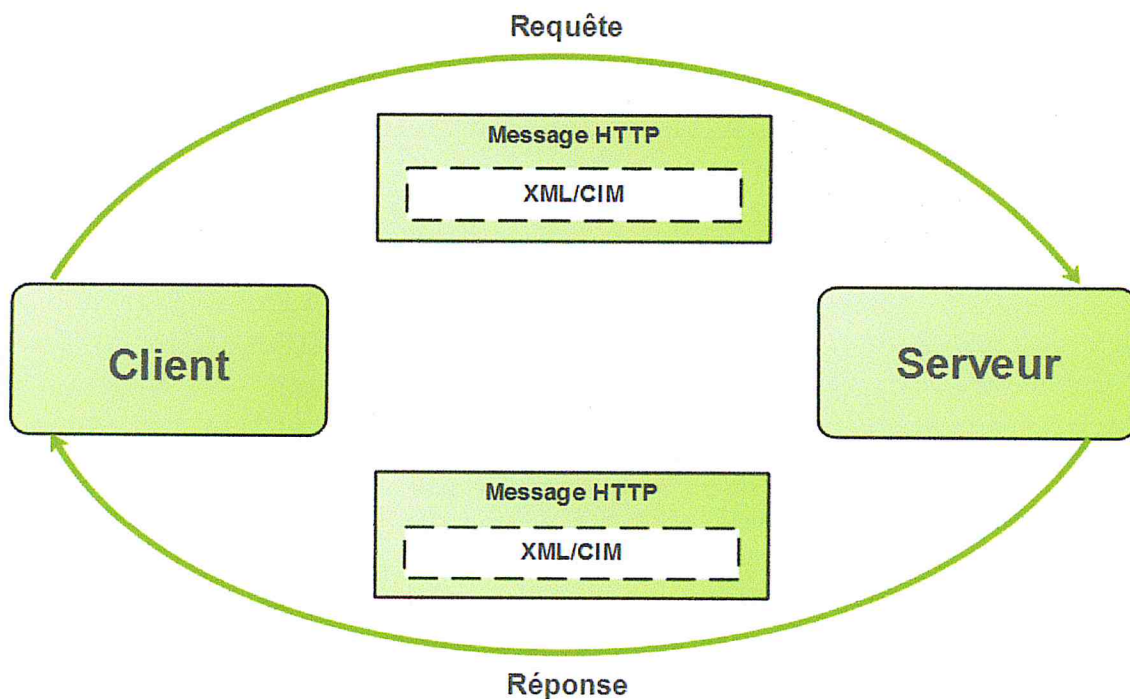 Requête
Message HTTP
XML/CIM
Client
Serveur
Message HTTP
XML/CIM
Réponse